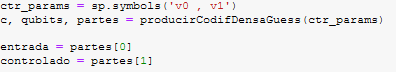 ctr_params = sp.symbols('v0 , v1')
c, qubits, partes = producirCodifDensaGuess(ctr_params)
entrada = partes[0]
controlado = partes[1]